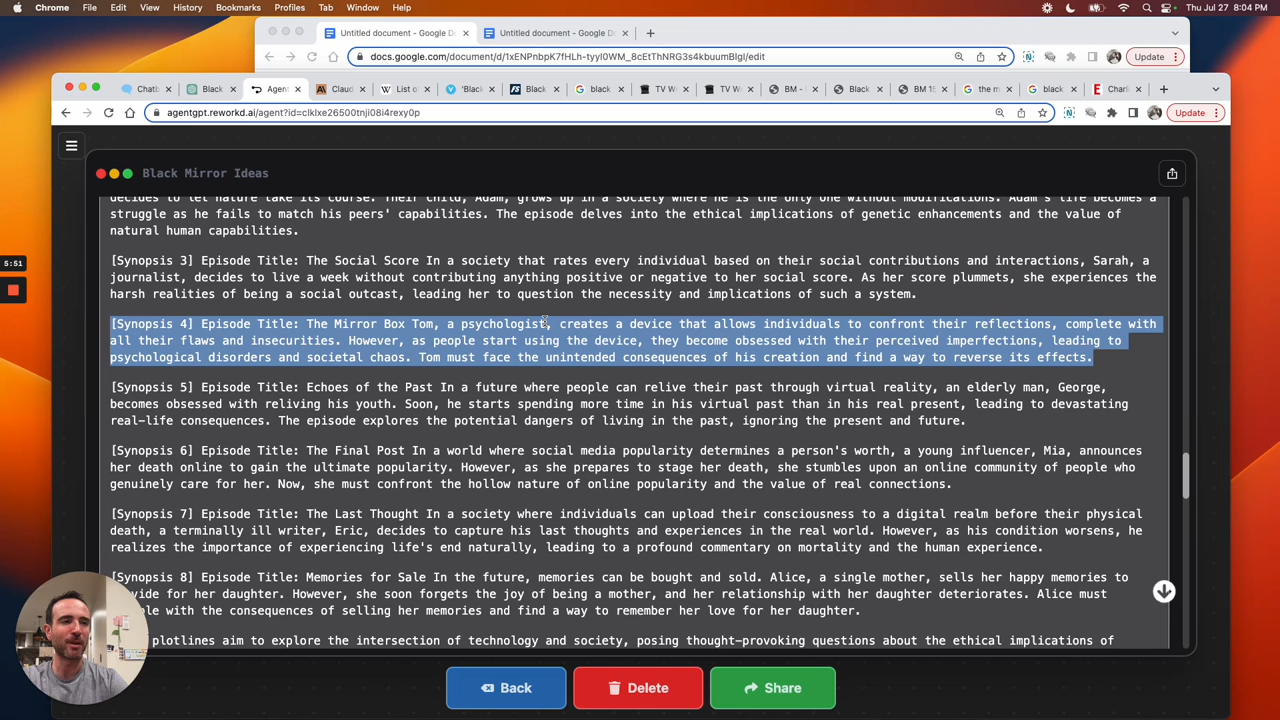 Chrome File Edit View History Bookmarks Profiles Tab Window Help Thu Jul 27 8:04 PM
Untitled document - Google D Untitled document - Google D
docs.google.com/document/d/1xENPnbpK7fHLh-tyyI0WM_8cEtThNRG3s4kbuumBIgI/edit Update
Chatb Black Agent Claud List o 'Black Black black TV W TV W BM - Black BM 15 the m black Charli
agentgpt.reworkd.ai/agent?id=clklxe26500tnji08i4rexy0p Update
Black Mirror Ideas
decides to let nature take its course. Their child, Adam, grows up in a society where he is the only one without modifications. Adam's life becomes a
struggle as he fails to match his peers' capabilities. The episode delves into the ethical implications of genetic enhancements and the value of
natural human capabilities.
5:51
[Synopsis 3] Episode Title: The Social Score In a society that rates every individual based on their social contributions and interactions, Sarah, a
journalist, decides to live a week without contributing anything positive or negative to her social score. As her score plummets, she experiences the
harsh realities of being a social outcast, leading her to question the necessity and implications of such a system.
[Synopsis 4] Episode Title: The Mirror Box Tom, a psychologist, creates a device that allows individuals to confront their reflections, complete with
all their flaws and insecurities. However, as people start using the device, they become obsessed with their perceived imperfections, leading to
psychological disorders and societal chaos. Tom must face the unintended consequences of his creation and find a way to reverse its effects.
[Synopsis 5] Episode Title: Echoes of the Past In a future where people can relive their past through virtual reality, an elderly man, George,
becomes obsessed with reliving his youth. Soon, he starts spending more time in his virtual past than in his real present, leading to devastating
real-life consequences. The episode explores the potential dangers of living in the past, ignoring the present and future.
[Synopsis 6] Episode Title: The Final Post In a world where social media popularity determines a person's worth, a young influencer, Mia, announces
her death online to gain the ultimate popularity. However, as she prepares to stage her death, she stumbles upon an online community of people who
genuinely care for her. Now, she must confront the hollow nature of online popularity and the value of real connections.
[Synopsis 7] Episode Title: The Last Thought In a society where individuals can upload their consciousness to a digital realm before their physical
death, a terminally ill writer, Eric, decides to capture his last thoughts and experiences in the real world. However, as his condition worsens, he
realizes the importance of experiencing life's end naturally, leading to a profound commentary on mortality and the human experience.
[Synopsis 8] Episode Title: Memories for Sale In the future, memories can be bought and sold. Alice, a single mother, sells her happy memories to
vide for her daughter. However, she soon forgets the joy of being a mother, and her relationship with her daughter deteriorates. Alice must
ple with the consequences of selling her memories and find a way to remember her love for her daughter.
plotlines aim to explore the intersection of technology and society, posing thought-provoking questions about the ethical implications of
Back Delete Share